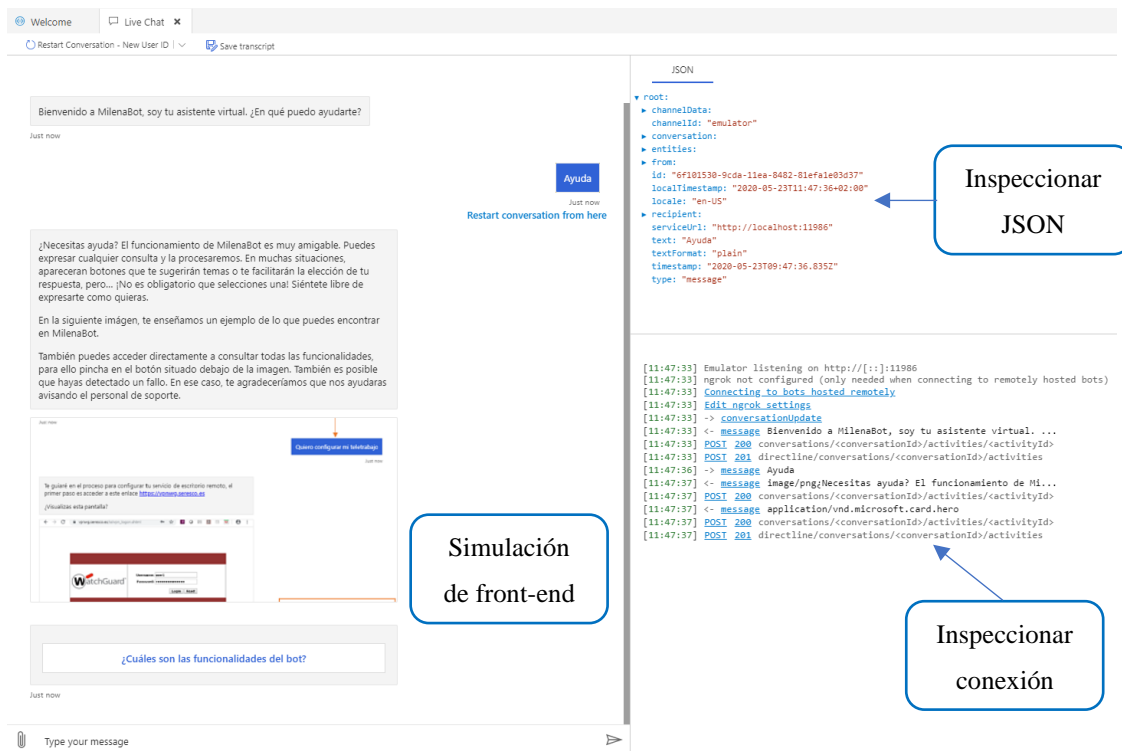 Welcome
Live Chat
Restart Conversation - New User ID
Save transcript
Bienvenido a MilenaBot, soy tu asistente virtual. ¿En qué puedo ayudarte?
Just now
Ayuda
Just now
Restart conversation from here
¿Necesitas ayuda? El funcionamiento de MilenaBot es muy amigable. Puedes
expresar cualquier consulta y la procesaremos. En muchas situaciones,
apareceran botones que te sugerirán temas o te facilitarán la elección de tu
respuesta, pero... ¡No es obligatorio que selecciones una! Siéntete libre de
expresarte como quieras.
En la siguiente imágen, te enseñamos un ejemplo de lo que puedes encontrar
en MilenaBot.
También puedes acceder directamente a consultar todas las funcionalidades,
para ello pincha en el botón situado debajo de la imagen. También es posible
que hayas detectado un fallo. En ese caso, te agradeceríamos que nos ayudaras
avisando el personal de soporte.
Just now
Quiero configurar mi teletrabajo
Just now
Te guiaré en el proceso para configurar tu servicio de escritorio remoto, el
primer paso es acceder a este enlace
¿Visualizas esta pantalla?
WatchGuard
¿Cuáles son las funcionalidades del bot?
Just now
Type your message
Simulación
de front-end
JSON
root:
channelData:
channelId: "emulator"
conversation:
entities:
from:
id: "6f101530-9cda-11ea-8482-81efa1e03d37"
localTimestamp: "2020-05-23T11:47:36+02:00"
locale: "en-US"
recipient:
serviceUrl: "http://localhost:11986"
text: "Ayuda"
textFormat: "plain"
timestamp: "2020-05-23T09:47:36.835Z"
type: "message"
Inspeccionar
JSON
[11:47:33] Emulator listening on http://[::]:11986
[11:47:33] ngrok not configured (only needed when connecting to remotely hosted bots)
[11:47:33] Connecting to bots hosted remotely
[11:47:33] Edit ngrok settings
[11:47:33] -> conversationUpdate
[11:47:33] <- message Bienvenido a MilenaBot, soy tu asistente virtual. ...
[11:47:33] POST 200 conversations/<conversationId>/activities/<activityId>
[11:47:33] POST 201 directline/conversations/<conversationId>/activities
[11:47:36] -> message Ayuda
[11:47:37] <- message image/png¿Necesitas ayuda? El funcionamiento de Mi...
[11:47:37] POST 200 conversations/<conversationId>/activities/<activityId>
[11:47:37] <- message application/vnd.microsoft.card.hero
[11:47:37] POST 200 conversations/<conversationId>/activities/<activityId>
[11:47:37] POST 201 directline/conversations/<conversationId>/activities
Inspeccionar
conexión